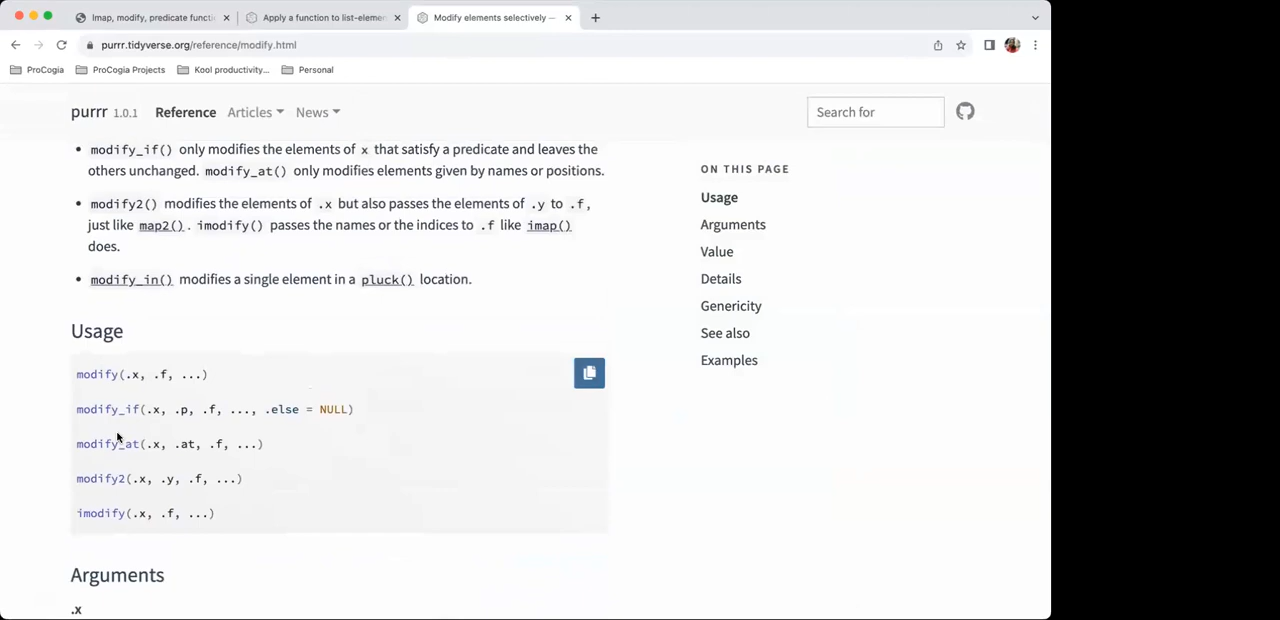 Imap, modify, predicate functi
Apply a function to list-elemen
Modify elements selectively —
purrr.tidyverse.org/reference/modify.html
ProCogia
ProCogia Projects
Kool productivity...
Personal
purrr 1.0.1 Reference Articles News
Search for
• modify_if() only modifies the elements of x that satisfy a predicate and leaves the
others unchanged. modify_at() only modifies elements given by names or positions.
• modify2() modifies the elements of .x but also passes the elements of .y to .f,
just like map2(). imodify() passes the names or the indices to .f like imap()
does.
• modify_in() modifies a single element in a pluck() location.
Usage
modify(.x, .f, ...)
modify_if(.x, .p, .f, ..., .else = NULL)
modify_at(.x, .at, .f, ...)
modify2(.x, .y, .f, ...)
imodify(.x, .f, ...)
Arguments
.x
ON THIS PAGE
Usage
Arguments
Value
Details
Genericity
See also
Examples